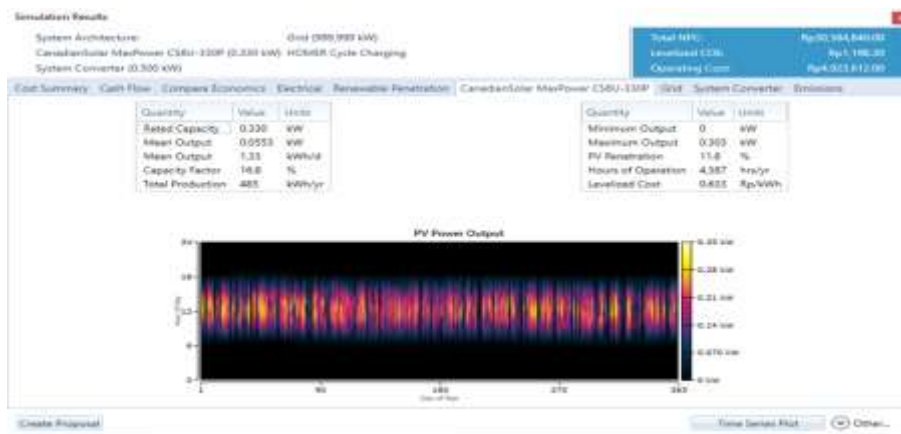 Simulation Results
System Architecture:
Grid (999,999 kW)
CanadianSolar MaxPower CS6U-330P (0.330 kW)
HOMER Cycle Charging
System Converter (0.300 kW)
Total NPC:
Levelized COE:
Operating Cost:
Cost Summary
Cash Flow
Compare Economics
Electrical
Renewable Penetration
CanadianSolar MaxPower CS6U-330P
Grid
System Converter
Emissions
Quantity Value Units
Rated Capacity 0.330 kW
Mean Output 0.0553 kW
Mean Output 1.33 kWh/d
Capacity Factor 16.8 %
Total Production 485 kWh/yr
Quantity Value Units
Minimum Output 0 kW
Maximum Output 0.303 kW
PV Penetration %
Hours of Operation 4,387 hrs/yr
Levelized Cost Rp/kWh
PV Power Output
24
18
12
6
0
1
90
180
270
365
Day of Year
0.35 kW
0.28 kW
0.21 kW
0.14 kW
0.070 kW
0 kW
Create Proposal
Time Series Plot
Other...